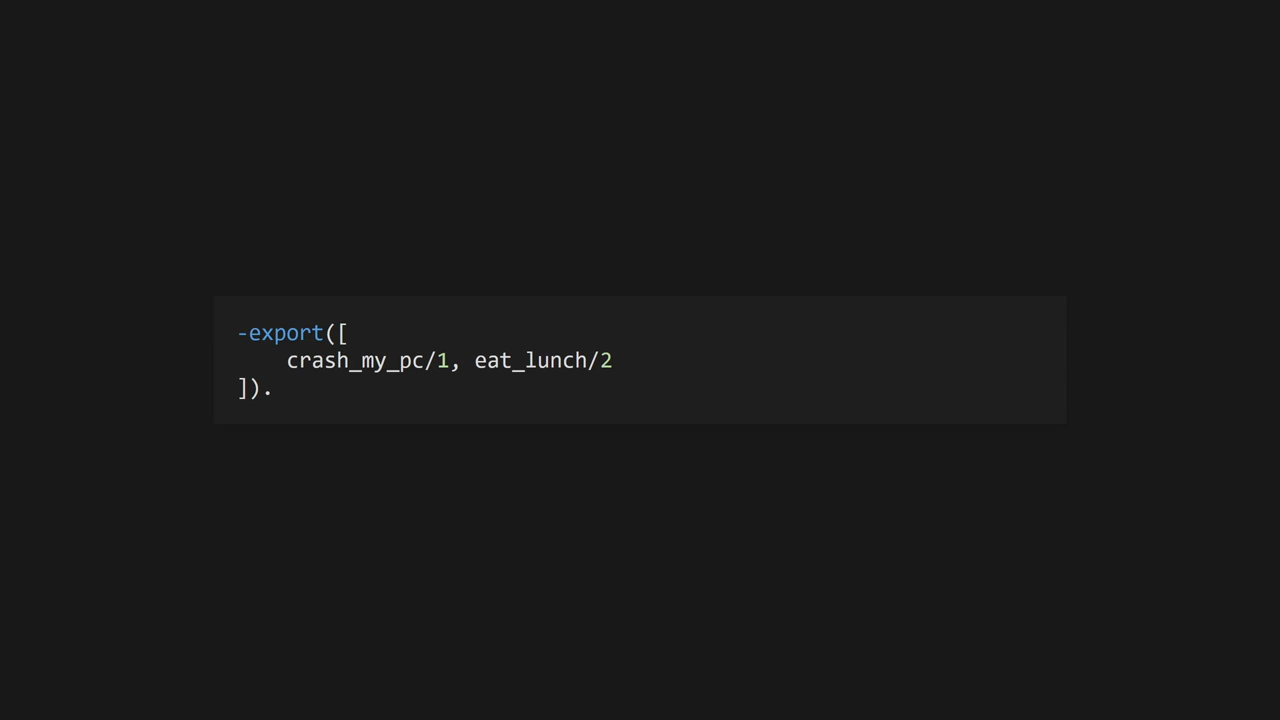 -export([
    crash_my_pc/1, eat_lunch/2
]).